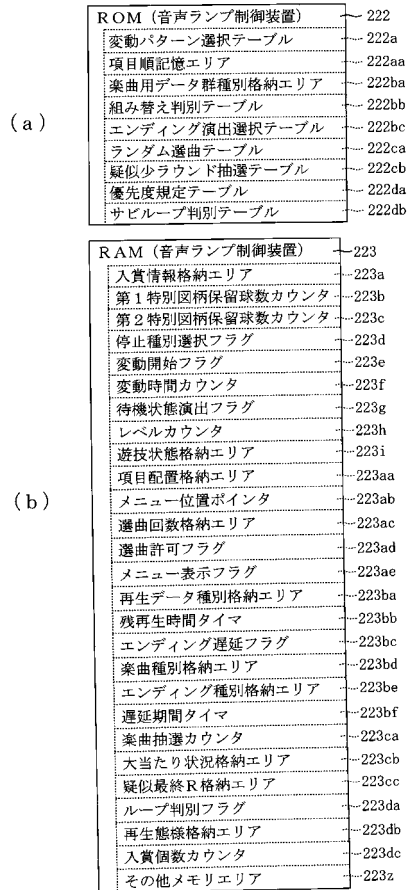 (a)
ROM(音声ランプ制御装置) 222
変動パターン選択テーブル 222a
項目順記憶エリア 222aa
楽曲用データ群種別格納エリア 222ba
組み替え判別テーブル 222bb
エンディング演出選択テーブル 222bc
ランダム選曲テーブル 222ca
疑似少ラウンド抽選テーブル 222cb
優先度規定テーブル 222da
サビループ判別テーブル 222db
(b)
RAM(音声ランプ制御装置) 223
入賞情報格納エリア 223a
第1特別図柄保留球数カウンタ 223b
第2特別図柄保留球数カウンタ 223c
停止種別選択フラグ 223d
変動開始フラグ 223e
変動時間カウンタ 223f
待機状態演出フラグ 223g
レベルカウンタ 223h
遊技状態格納エリア 223i
項目配置格納エリア 223aa
メニュー位置ポインタ 223ab
選曲回数格納エリア 223ac
選曲許可フラグ 223ad
メニュー表示フラグ 223ae
再生データ種別格納エリア 223ba
残再生時間タイマ 223bb
エンディング遅延フラグ 223bc
楽曲種別格納エリア 223bd
エンディング種別格納エリア 223be
遅延期間タイマ 223bf
楽曲抽選カウンタ 223ca
大当たり状況格納エリア 223cb
疑似最終R格納エリア 223cc
ループ判別フラグ 223da
再生態様格納エリア 223db
入賞個数カウンタ 223dc
その他メモリエリア 223z